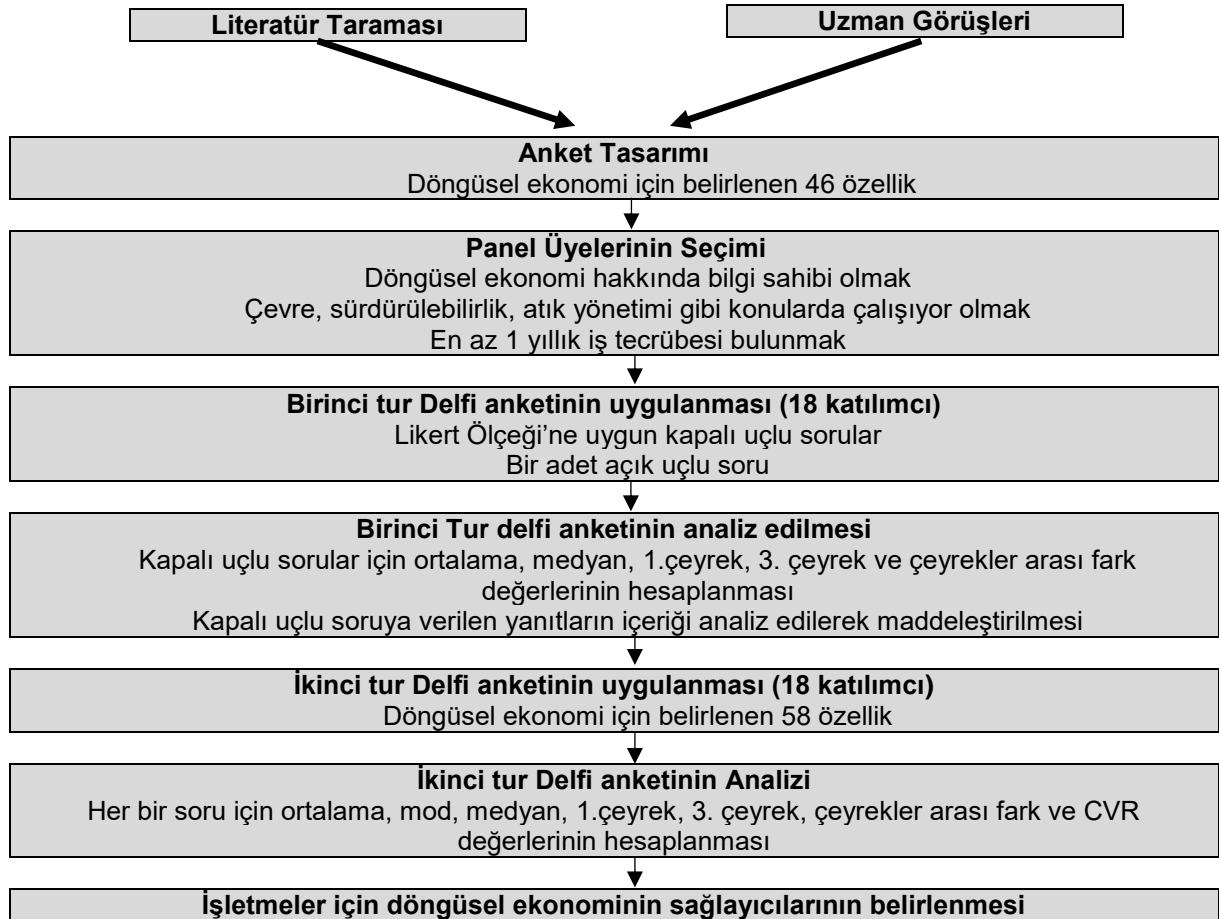 Literatür Taraması
Uzman Görüşleri
Anket Tasarımı
Döngüsel ekonomi için belirlenen 46 özellik
Panel Üyelerinin Seçimi
Döngüsel ekonomi hakkında bilgi sahibi olmak
Çevre, sürdürülebilirlik, atık yönetimi gibi konularda çalışıyor olmak
En az 1 yıllık iş tecrübesi bulunmak
Birinci tur Delfi anketinin uygulanması (18 katılımcı)
Likert Ölçeği’ne uygun kapalı uçlu sorular
Bir adet açık uçlu soru
Birinci Tur delfi anketinin analiz edilmesi
Kapalı uçlu sorular için ortalama, medyan, 1.çeyrek, 3. çeyrek ve çeyrekler arası fark
değerlerinin hesaplanması
Kapalı uçlu soruya verilen yanıtların içeriği analiz edilerek maddeleştirilmesi
İkinci tur Delfi anketinin uygulanması (18 katılımcı)
Döngüsel ekonomi için belirlenen 58 özellik
İkinci tur Delfi anketinin Analizi
Her bir soru için ortalama, mod, medyan, 1.çeyrek, 3. çeyrek, çeyrekler arası fark ve CVR
değerlerinin hesaplanması
İşletmeler için döngüsel ekonominin sağlayıcılarının belirlenmesi